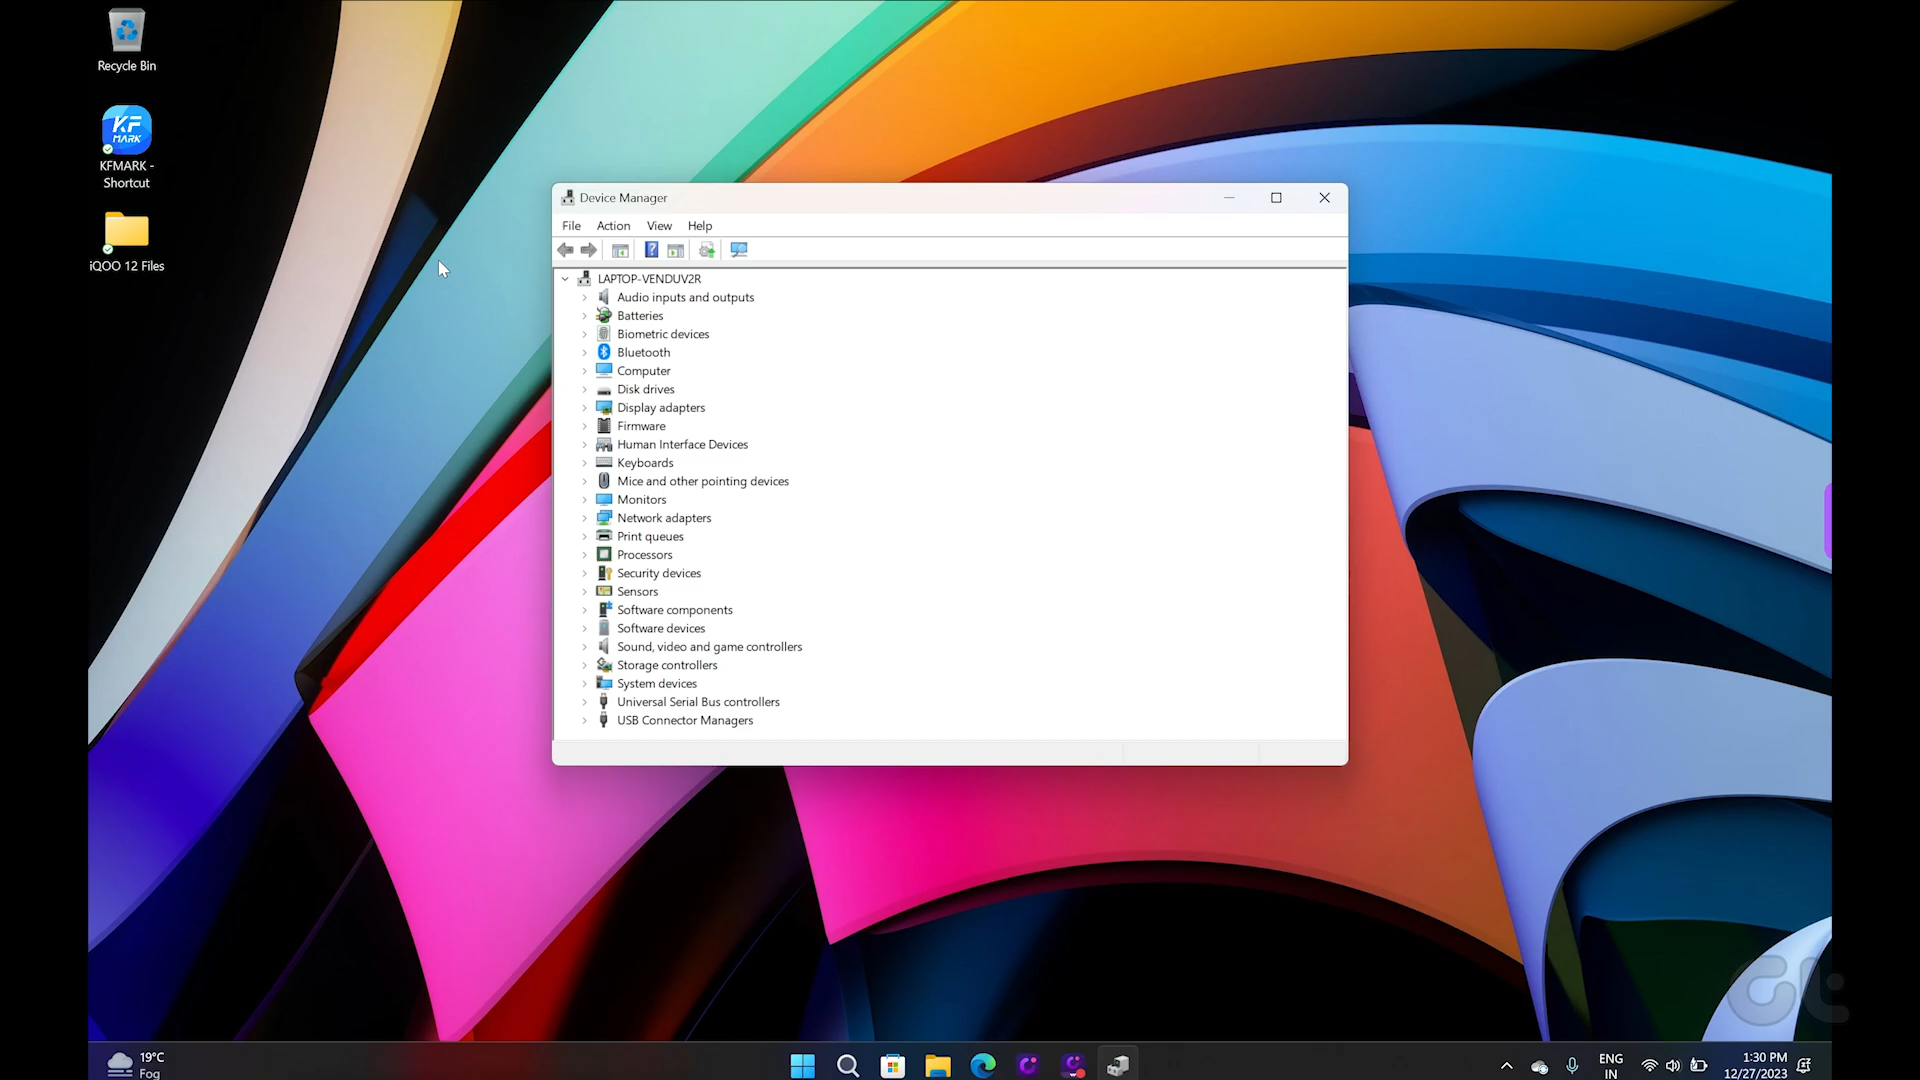 Recycle Bin
KF
MARK
KFMARK -
Shortcut
iQOO 12 Files
Device Manager
File Action View Help
LAPTOP-VENDUV2R
Audio inputs and outputs
Batteries
Biometric devices
Bluetooth
Computer
Disk drives
Display adapters
Firmware
Human Interface Devices
Keyboards
Mice and other pointing devices
Monitors
Network adapters
Print queues
Processors
Security devices
Sensors
Software components
Software devices
Sound, video and game controllers
Storage controllers
System devices
Universal Serial Bus controllers
USB Connector Managers
Gt
19°C
Fog
ENG
IN
1:30 PM
12/27/2023